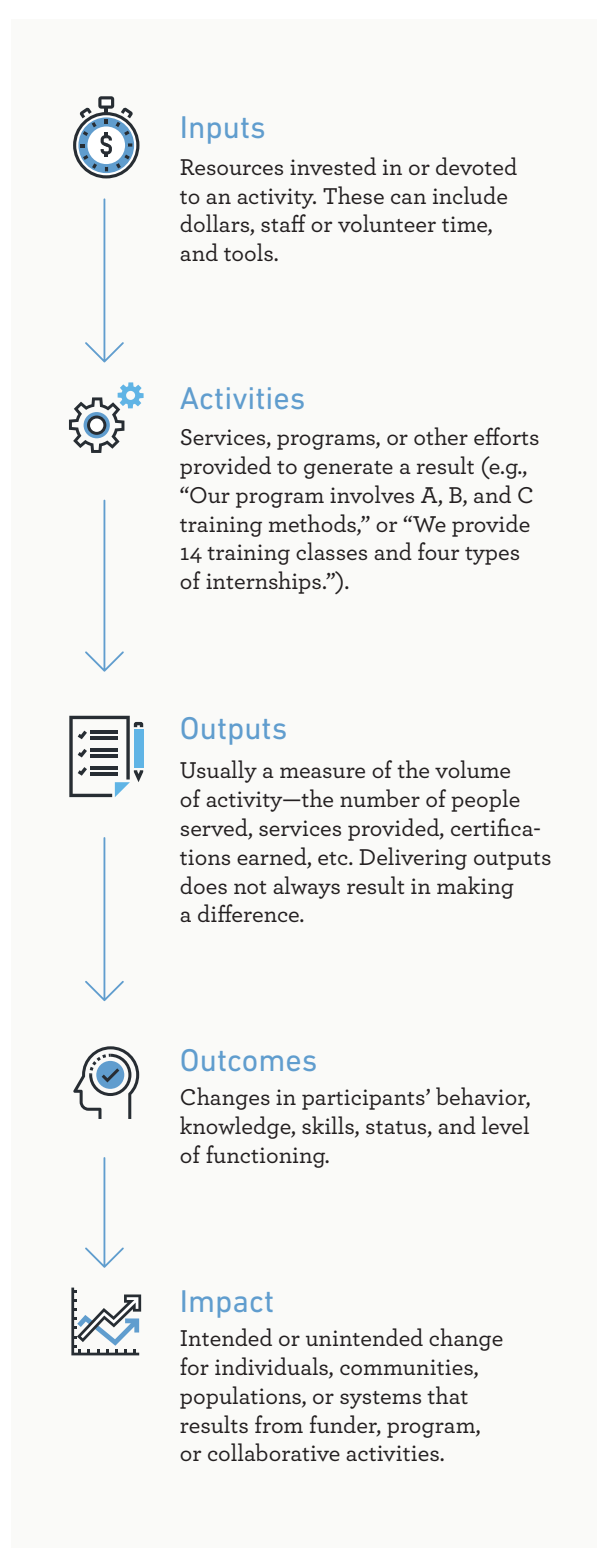 $
Inputs
Resources invested in or devoted
to an activity. These can include
dollars, staff or volunteer time,
and tools.
Activities
Services, programs, or other efforts
provided to generate a result (e.g.,
“Our program involves A, B, and C
training methods,” or “We provide
14 training classes and four types
of internships.”).
Outputs
Usually a measure of the volume
of activity—the number of people
served, services provided, certifica-
tions earned, etc. Delivering outputs
does not always result in making
a difference.
Outcomes
Changes in participants’ behavior,
knowledge, skills, status, and level
of functioning.
Impact
Intended or unintended change
for individuals, communities,
populations, or systems that
results from funder, program,
or collaborative activities.